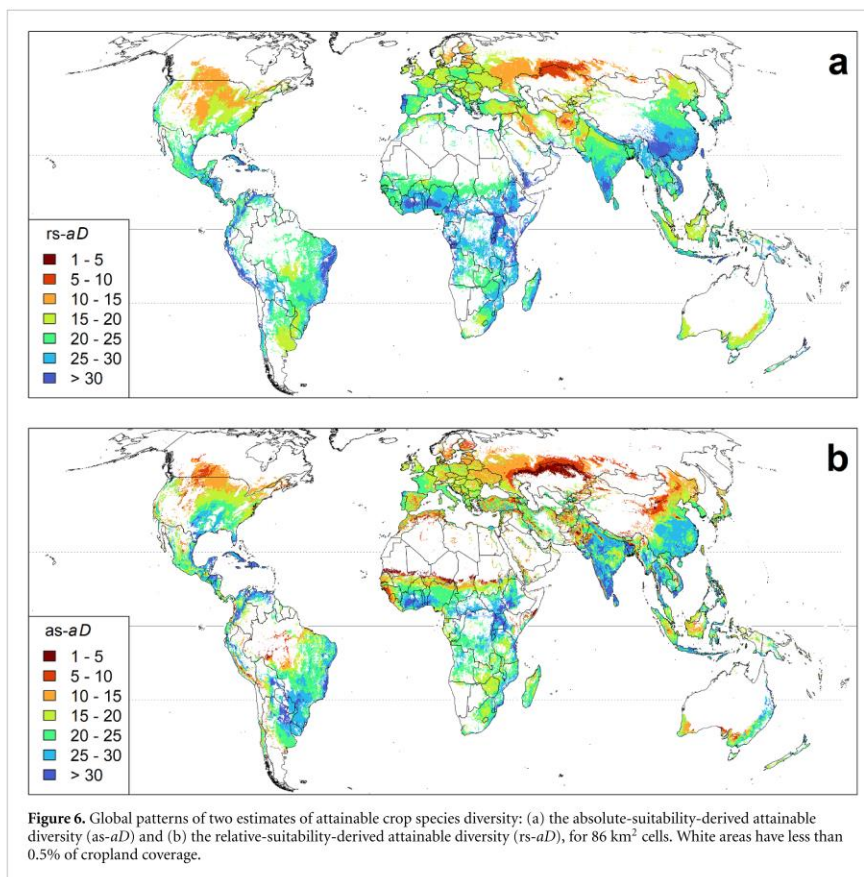 a
rs-aD
1 - 5
5 - 10
10 - 15
15 - 20
20 - 25
25 - 30
> 30
b
as-aD
1 - 5
5 - 10
10 - 15
15 - 20
20 - 25
25 - 30
> 30
Figure 6. Global patterns of two estimates of attainable crop species diversity: (a) the absolute-suitability-derived attainable
diversity (as-aD) and (b) the relative-suitability-derived attainable diversity (rs-aD), for 86 km² cells. White areas have less than
0.5% of cropland coverage.